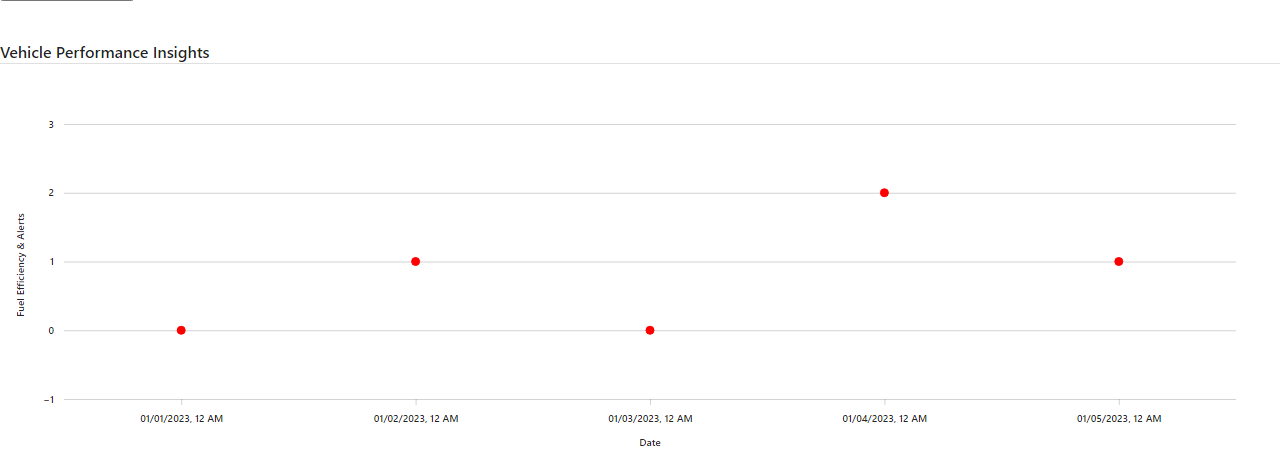 Vehicle Performance Insights
3
2
1
0
−1
Fuel Efficiency & Alerts
01/01/2023, 12 AM
01/02/2023, 12 AM
01/03/2023, 12 AM
01/04/2023, 12 AM
01/05/2023, 12 AM
Date